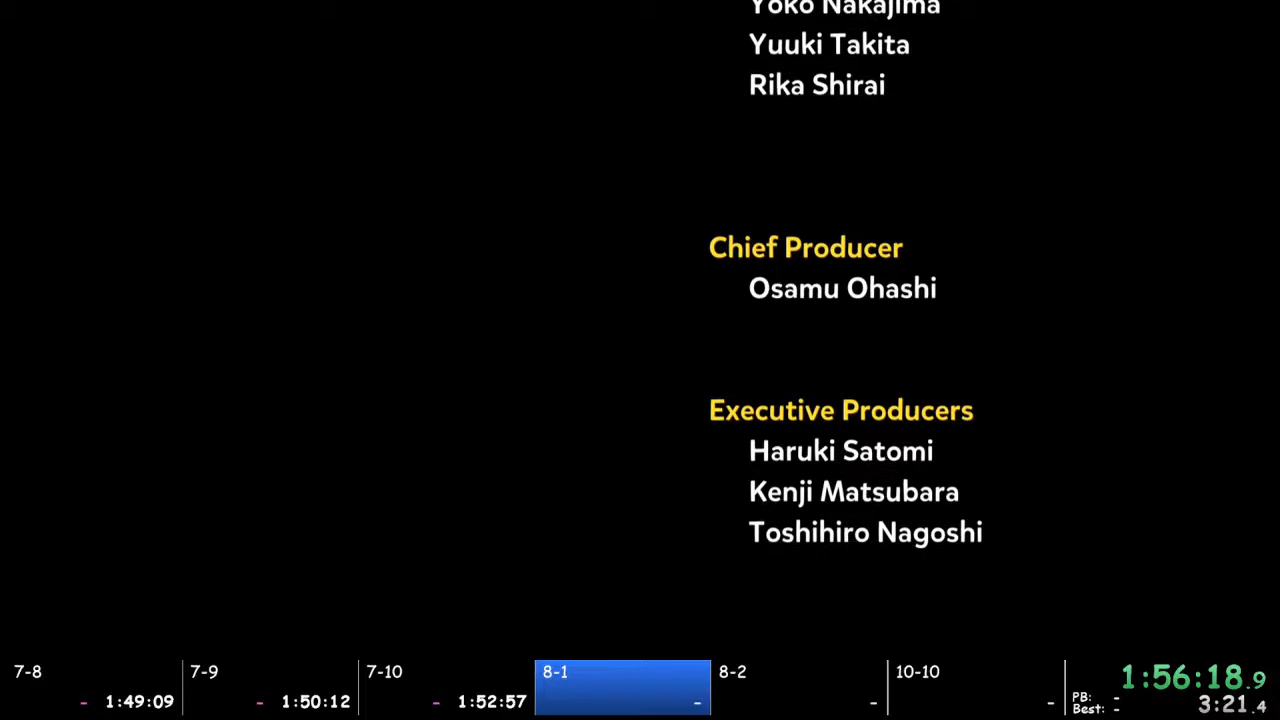 Yoko Nakajima
Yuuki Takita
Rika Shirai
Chief Producer
Osamu Ohashi
Executive Producers
Haruki Satomi
Kenji Matsubara
Toshihiro Nagoshi
7-8
- 1:49:09
7-9
- 1:50:12
7-10
- 1:52:57
8-1
-
8-2
-
10-10
-
1:56:18.9
PB: -
Best: -
3:21.4